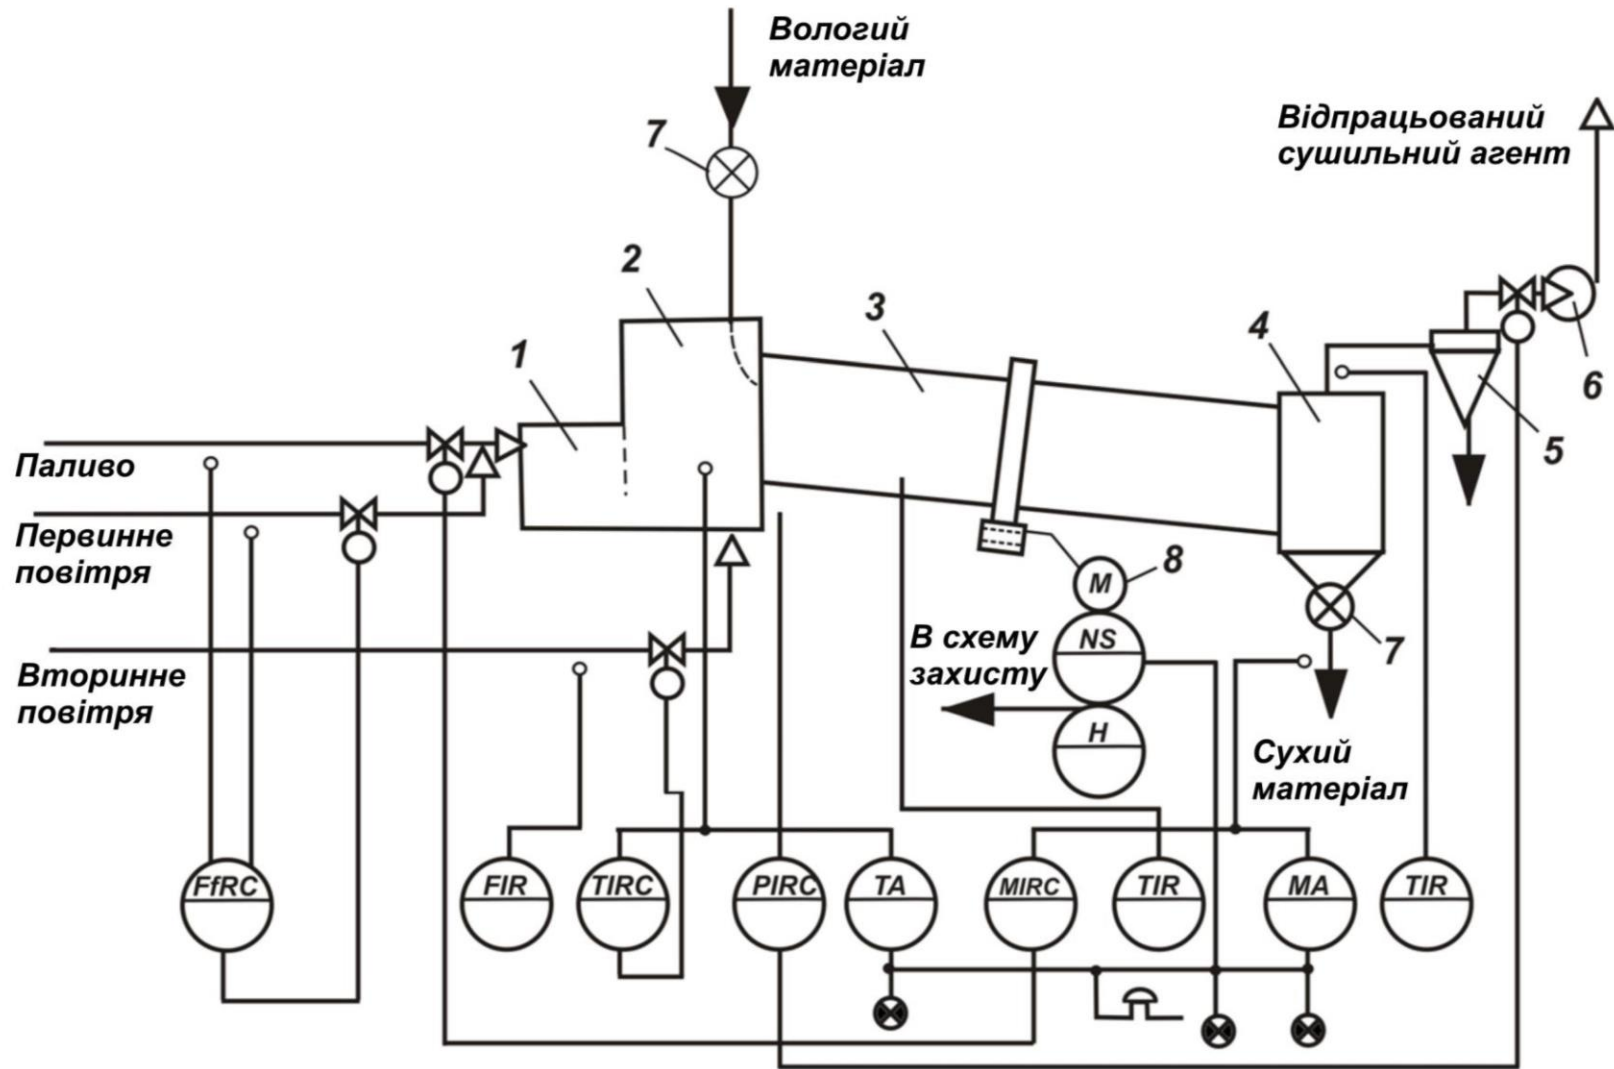 Вологий
матеріал
7
Відпрацьований
сушильний агент
2
3
4
1
6
5
Паливо
Первинне
повітря
8
M
В схему
захисту
NS
7
Вторинне
повітря
H
Сухий
матеріал
FfRC
FIR
TIRC
PIRC
TA
MIRC
TIR
MA
TIR